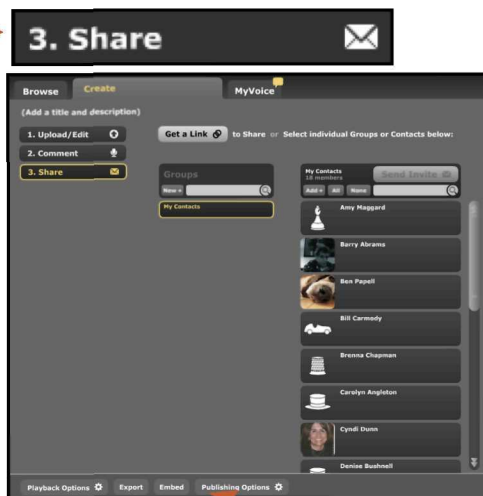 3. Share
Browse Create MyVoice
(Add a title and description)
1. Upload/Edit
Get a Link to Share or Select individual Groups or Contacts below:
2. Comment
3. Share
Groups
New +
My Contacts
My Contacts
18 members
Send Invite
Add + All None
Amy Maggard
Barry Abrams
Ben Papell
Bill Carmody
Brenna Chapman
Carolyn Angleton
Cyndi Dunn
Denise Bushnell
Playback Options Export Embed Publishing Options